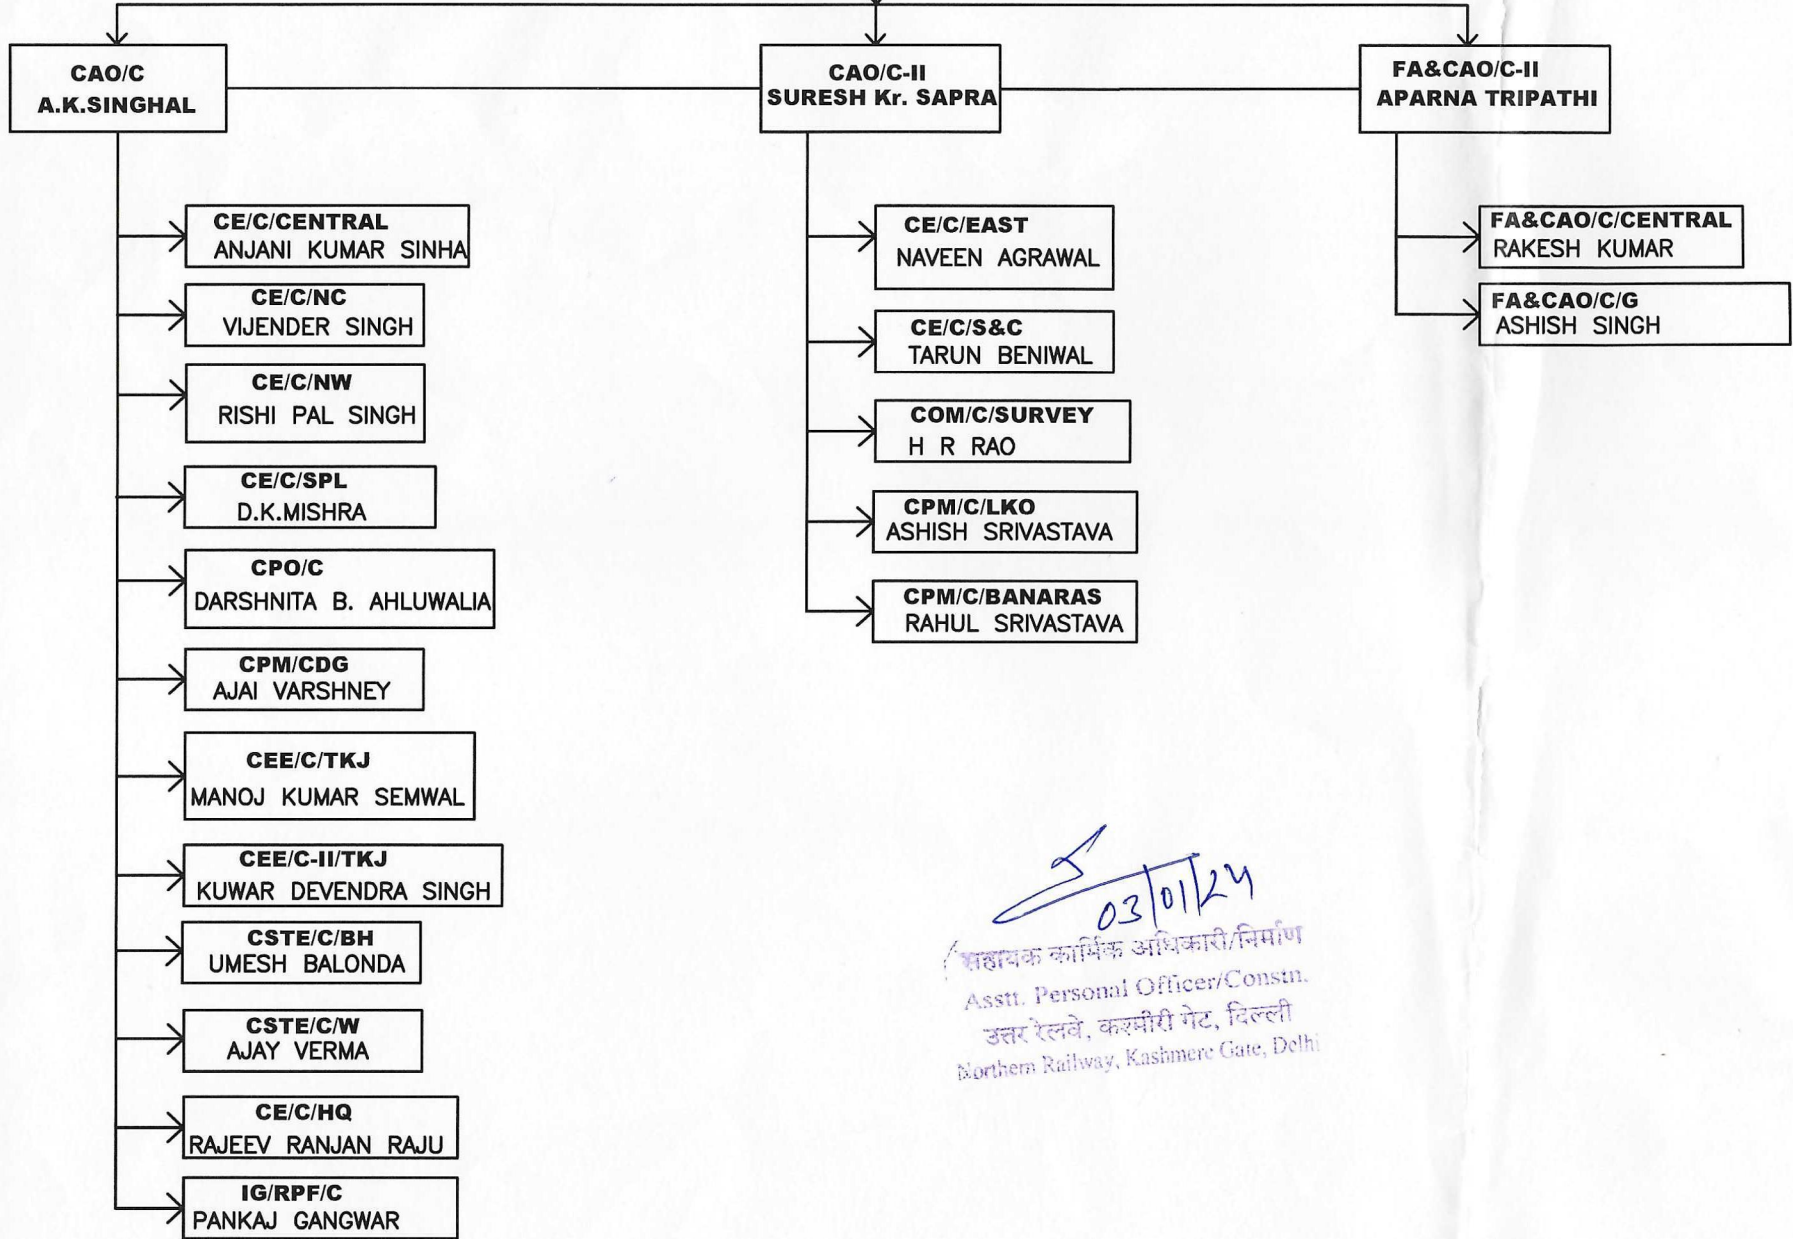 CAO/C
A.K.SINGHAL
CAO/C-II
SURESH Kr. SAPRA
FA&CAO/C-II
APARNA TRIPATHI
CE/C/CENTRAL
ANJANI KUMAR SINHA
CE/C/NC
VIJENDER SINGH
CE/C/NW
RISHI PAL SINGH
CE/C/SPL
D.K.MISHRA
CPO/C
DARSHNITA B. AHLUWALIA
CPM/CDG
AJAI VARSHNEY
CEE/C/TKJ
MANOJ KUMAR SEMWAL
CEE/C-II/TKJ
KUWAR DEVENDRA SINGH
CSTE/C/BH
UMESH BALONDA
CSTE/C/W
AJAY VERMA
CE/C/HQ
RAJEEV RANJAN RAJU
IG/RPF/C
PANKAJ GANGWAR
CE/C/EAST
NAVEEN AGRAWAL
CE/C/S&C
TARUN BENIWAL
COM/C/SURVEY
H R RAO
CPM/C/LKO
ASHISH SRIVASTAVA
CPM/C/BANARAS
RAHUL SRIVASTAVA
FA&CAO/C/CENTRAL
RAKESH KUMAR
FA&CAO/C/G
ASHISH SINGH
03/01/24
सहायक कार्मिक अधिकारी/निर्माण
Asstt. Personal Officer/Constn.
उत्तर रेलवे, कश्मीरी गेट, दिल्ली
Northern Railway, Kashmere Gate, Delhi